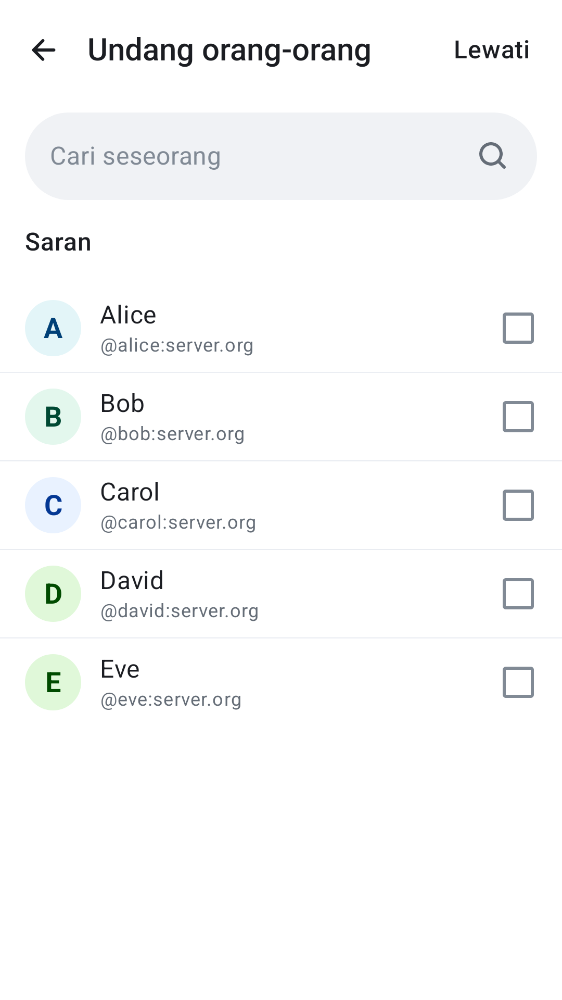 Undang orang-orang
Lewati
Cari seseorang
Saran
A
Alice
@alice:server.org
B
Bob
@bob:server.org
C
Carol
@carol:server.org
D
David
@david:server.org
E
Eve
@eve:server.org